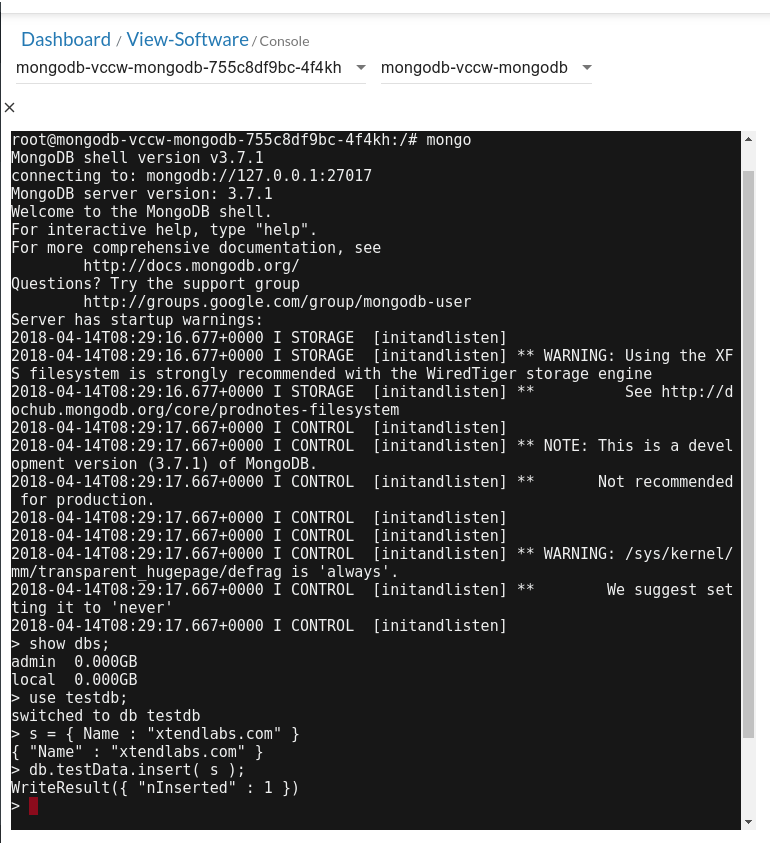 Dashboard / View-Software / Console
mongodb-vccw-mongodb-755c8df9bc-4f4kh mongodb-vccw-mongodb
×
root@mongodb-vccw-mongodb-755c8df9bc-4f4kh:/# mongo
MongoDB shell version v3.7.1
connecting to: mongodb://127.0.0.1:27017
MongoDB server version: 3.7.1
Welcome to the MongoDB shell.
For interactive help, type "help".
For more comprehensive documentation, see
        http://docs.mongodb.org/
Questions? Try the support group
        http://groups.google.com/group/mongodb-user
Server has startup warnings:
2018-04-14T08:29:16.677+0000 I STORAGE  [initandlisten]
2018-04-14T08:29:16.677+0000 I STORAGE  [initandlisten] ** WARNING: Using the XF
S filesystem is strongly recommended with the WiredTiger storage engine
2018-04-14T08:29:16.677+0000 I STORAGE  [initandlisten] **          See http://d
ochub.mongodb.org/core/prodnotes-filesystem
2018-04-14T08:29:17.667+0000 I CONTROL  [initandlisten]
2018-04-14T08:29:17.667+0000 I CONTROL  [initandlisten] ** NOTE: This is a devel
opment version (3.7.1) of MongoDB.
2018-04-14T08:29:17.667+0000 I CONTROL  [initandlisten] **       Not recommended
 for production.
2018-04-14T08:29:17.667+0000 I CONTROL  [initandlisten]
2018-04-14T08:29:17.667+0000 I CONTROL  [initandlisten]
2018-04-14T08:29:17.667+0000 I CONTROL  [initandlisten] ** WARNING: /sys/kernel/
mm/transparent_hugepage/defrag is 'always'.
2018-04-14T08:29:17.667+0000 I CONTROL  [initandlisten] **        We suggest set
ting it to 'never'
2018-04-14T08:29:17.667+0000 I CONTROL  [initandlisten]
> show dbs;
admin  0.000GB
local  0.000GB
> use testdb;
switched to db testdb
> s = { Name : "xtendlabs.com" }
{ "Name" : "xtendlabs.com" }
> db.testData.insert( s );
WriteResult({ "nInserted" : 1 })
>